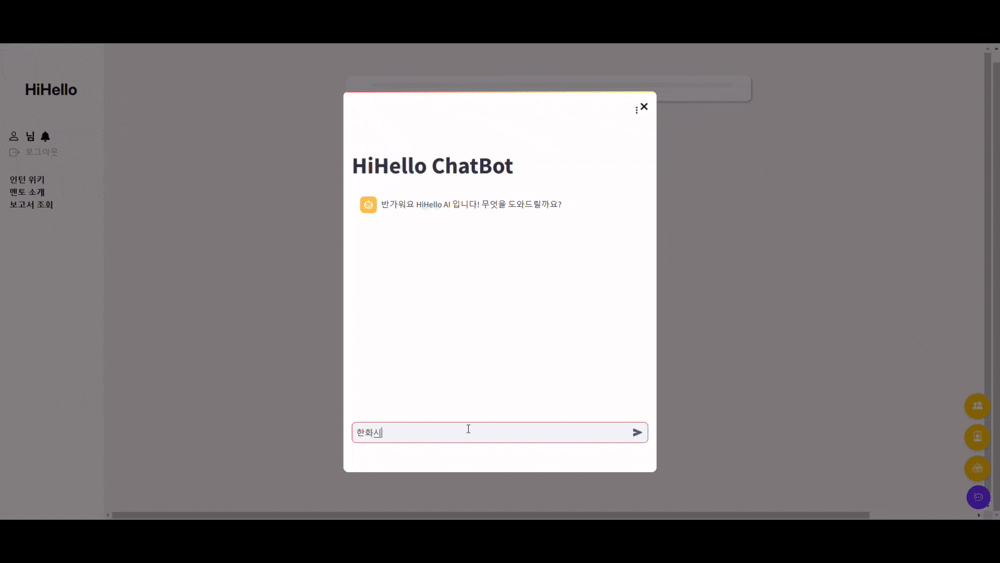 HiHello
님
로그아웃
인턴 위키
멘토 소개
보고서 조회
HiHello ChatBot
반가워요 HiHello AI 입니다! 무엇을 도와드릴까요?
한화시